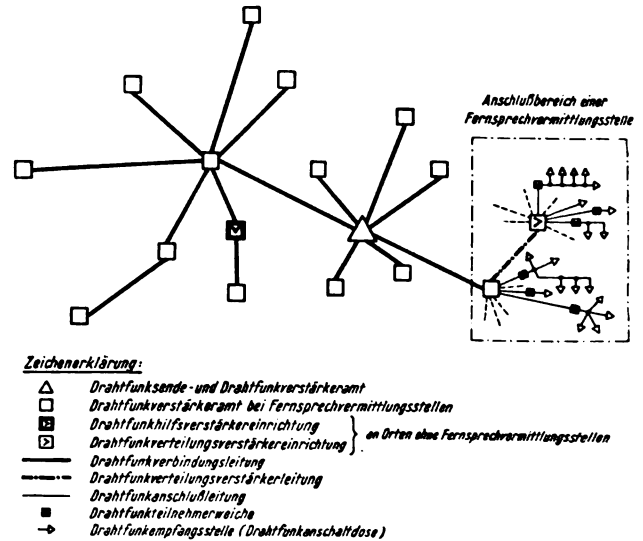 Anschlußbereich einer
Fernsprechvermittlungsstelle
Zeichenerklärung:
Drahtfunksende- und Drahtfunkverstärkeramt
Drahtfunkverstärkeramt bei Fernsprechvermittlungsstellen
Drahtfunkhilfsverstärkereinrichtung
Drahtfunkverteilungsverstärkereinrichtung
an Orten ohne Fernsprechvermittlungsstellen
Drahtfunkverbindungsleitung
Drahtfunkverteilungsverstärkerleitung
Drahtfunkanschlußleitung
Drahtfunkteilnehmerweiche
Drahtfunkempfangsstelle (Drahtfunkanschaltdose)